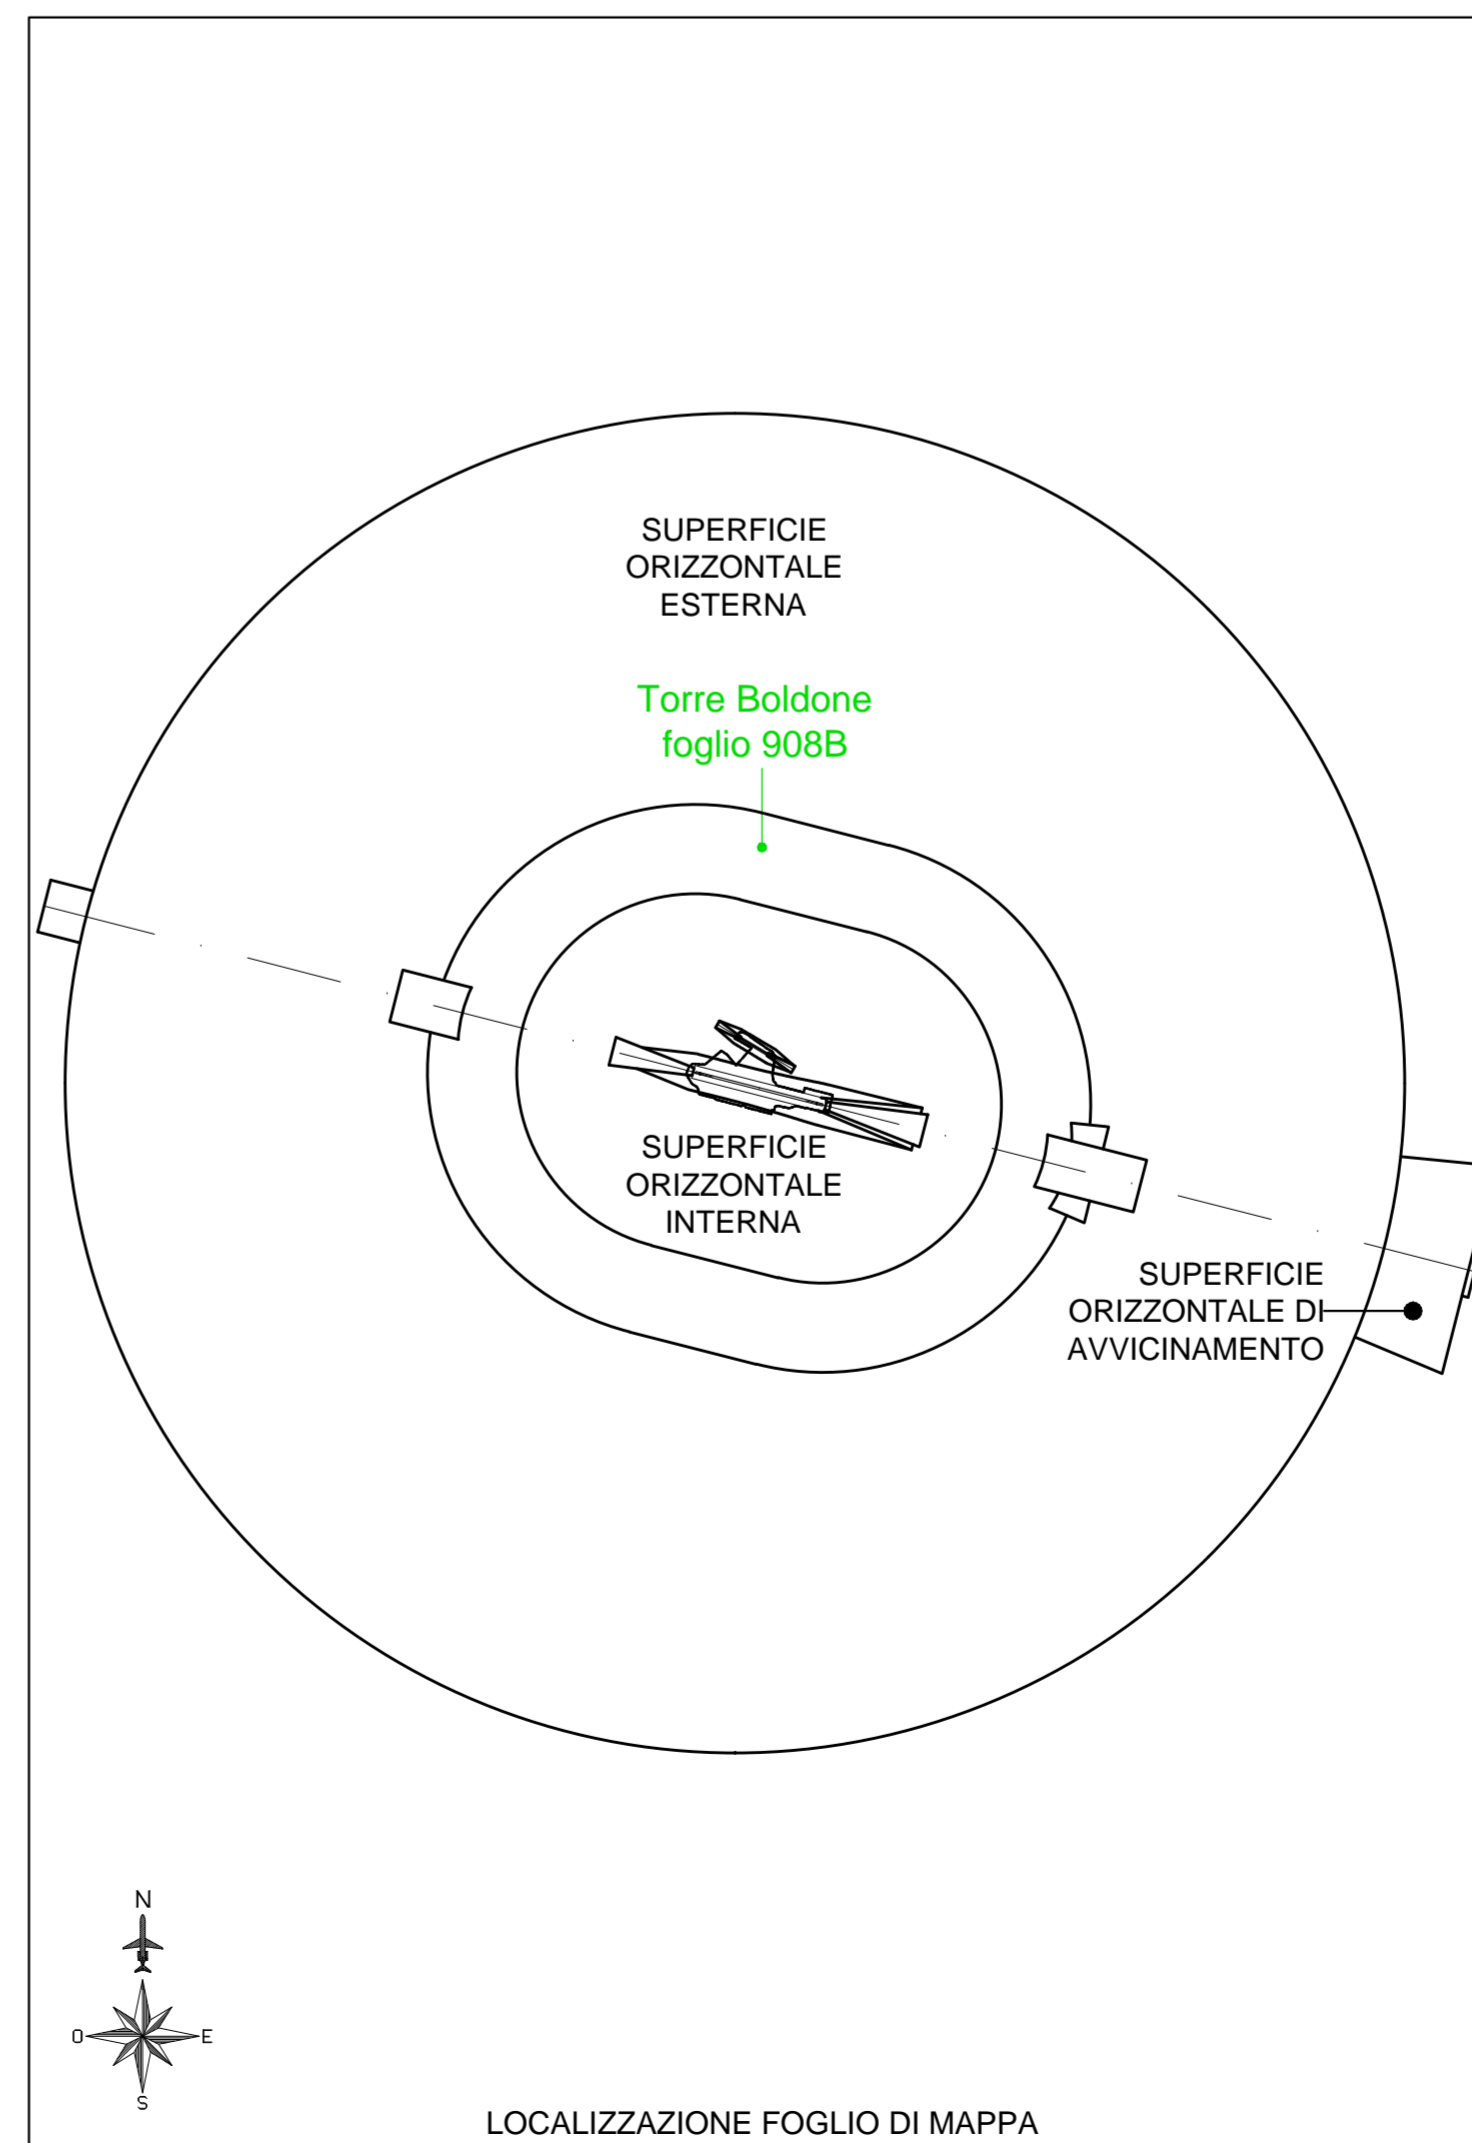 SUPERFICIE
ORIZZONTALE
ESTERNA
Torre Boldone
foglio 908B
SUPERFICIE
ORIZZONTALE
INTERNA
SUPERFICIE
ORIZZONTALE DI
AVVICINAMENTO
N
O
E
S
LOCALIZZAZIONE FOGLIO DI MAPPA